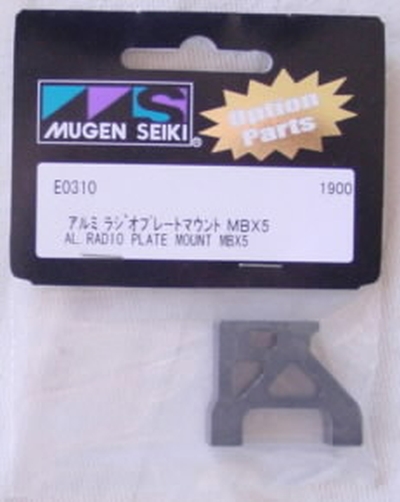 MUGEN SEIKI®
Option
Parts
E0310 1900
アルミ ラジオプレートマウント MBX5
AL. RADIO PLATE MOUNT MBX5